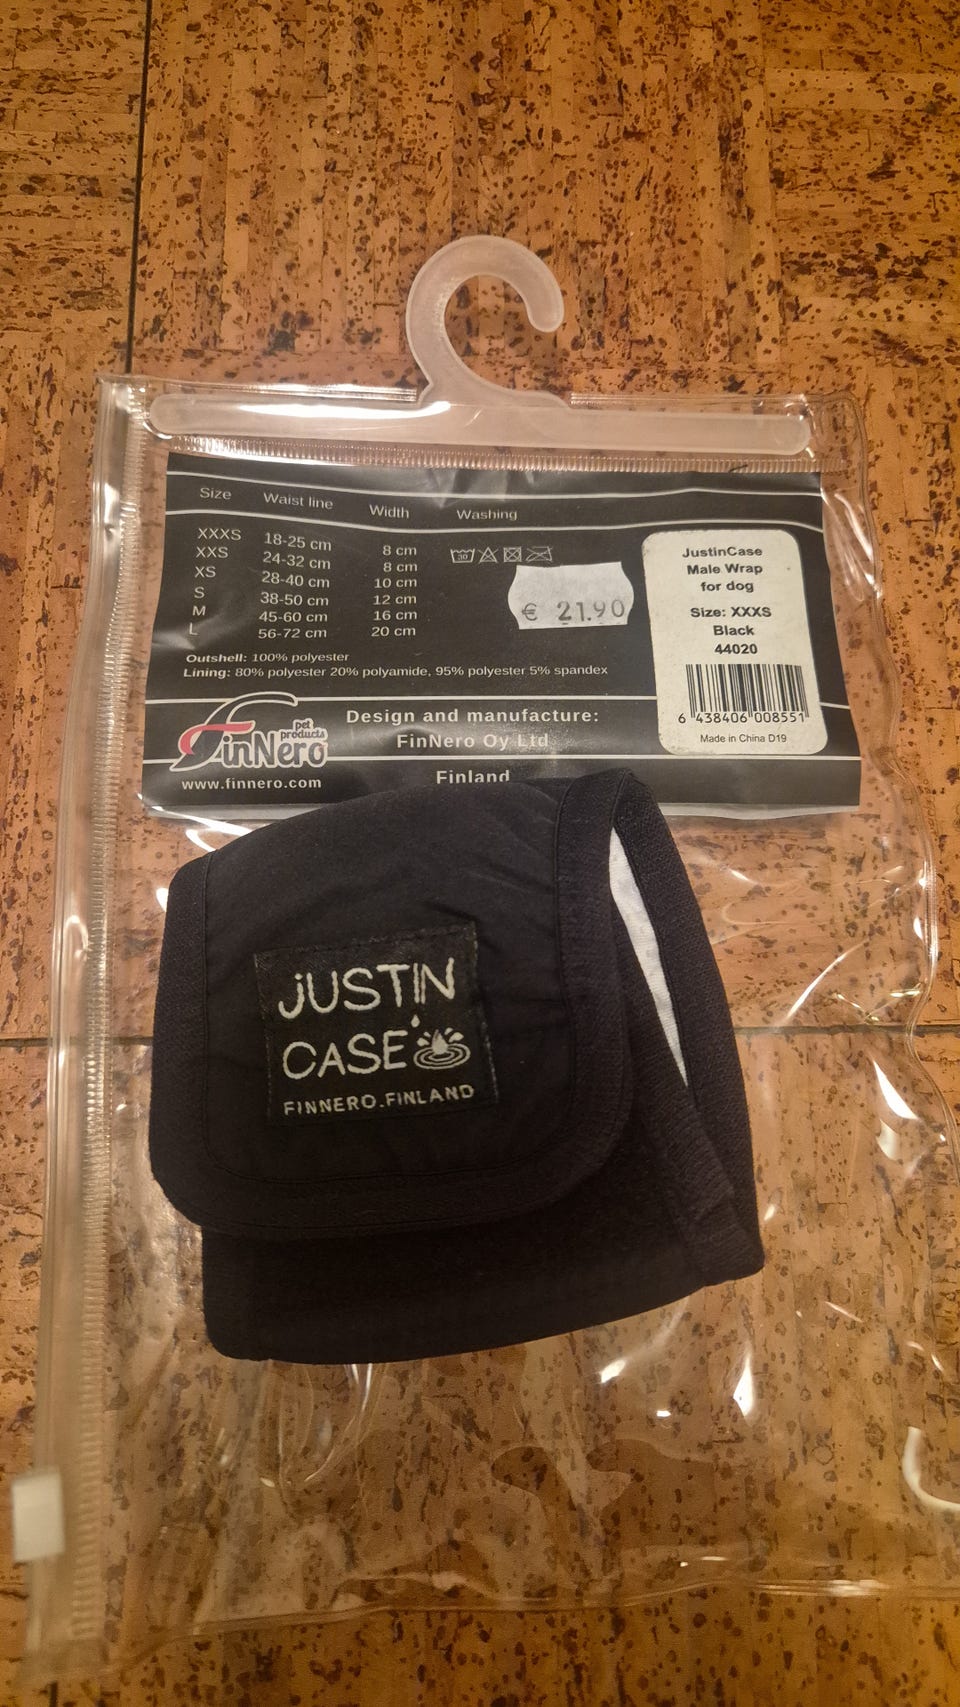 Size Waist line Width Washing
XXXS 18-25 cm 8 cm
XXS 24-32 cm 8 cm
XS 28-40 cm 10 cm
S 38-50 cm 12 cm
M 45-60 cm 16 cm
L 56-72 cm 20 cm
30
€ 21.90
Outshell: 100% polyester
Lining: 80% polyester 20% polyamide, 95% polyester 5% spandex
JustinCase
Male Wrap
for dog
Size: XXXS
Black
44020
6 438406 008551
Made in China D19
pet
products
FinNero
www.finnero.com
Design and manufacture:
FinNero Oy Ltd
Finland
JUSTIN
CASE
FINNERO.FINLAND